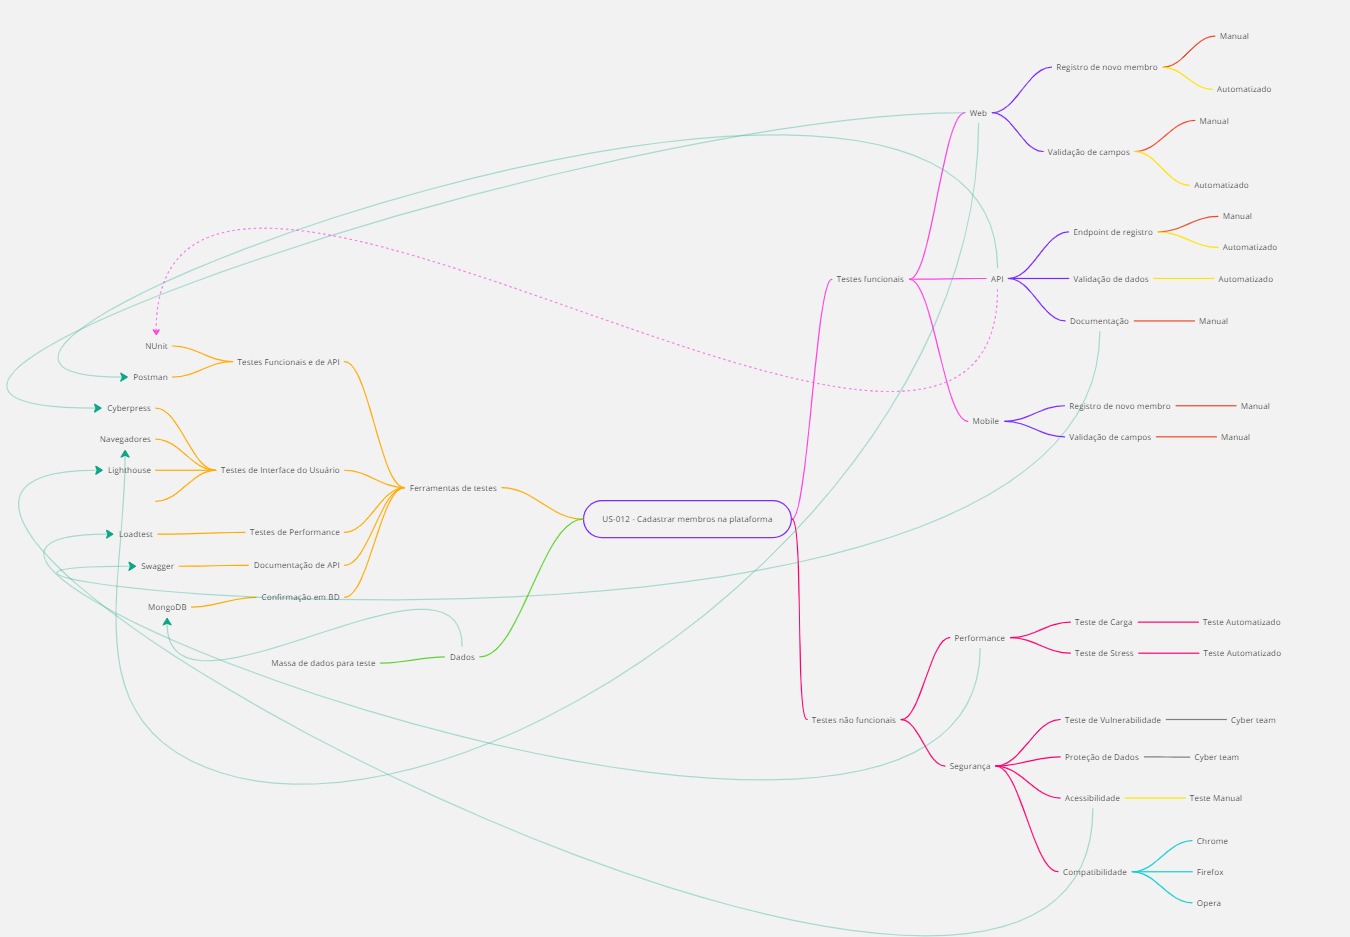 US-012 - Cadastrar membros na plataforma
Testes funcionais
Web
Registro de novo membro
Manual
Automatizado
Validação de campos
Manual
Automatizado
API
Endpoint de registro
Manual
Automatizado
Validação de dados
Automatizado
Documentação
Manual
Mobile
Registro de novo membro
Manual
Validação de campos
Manual
Testes não funcionais
Performance
Teste de Carga
Teste Automatizado
Teste de Stress
Teste Automatizado
Segurança
Teste de Vulnerabilidade
Cyber team
Proteção de Dados
Cyber team
Acessibilidade
Teste Manual
Compatibilidade
Chrome
Firefox
Opera
Ferramentas de testes
Testes Funcionais e de API
NUnit
Postman
Testes de Interface do Usuário
Cyberpress
Navegadores
Lighthouse
Testes de Performance
Loadtest
Documentação de API
Swagger
Confirmação em BD
MongoDB
Dados
Massa de dados para teste